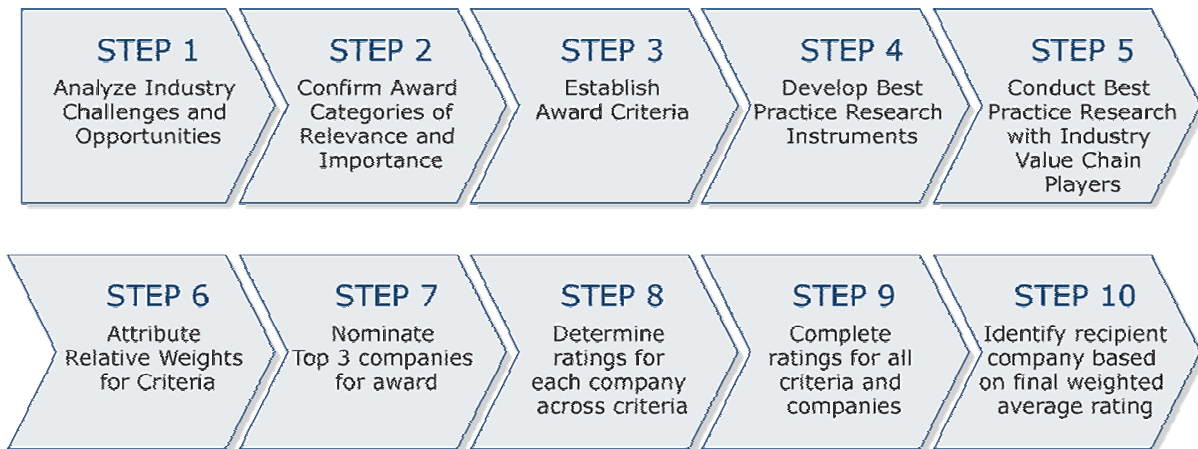 STEP 1
Analyze Industry
Challenges and
Opportunities
STEP 2
Confirm Award
Categories of
Relevance and
Importance
STEP 3
Establish
Award Criteria
STEP 4
Develop Best
Practice Research
Instruments
STEP 5
Conduct Best
Practice Research
with Industry
Value Chain
Players
STEP 6
Attribute
Relative Weights
for Criteria
STEP 7
Nominate
Top 3 companies
for award
STEP 8
Determine
ratings for
each company
across criteria
STEP 9
Complete
ratings for all
criteria and
companies
STEP 10
Identify recipient
company based
on final weighted
average rating